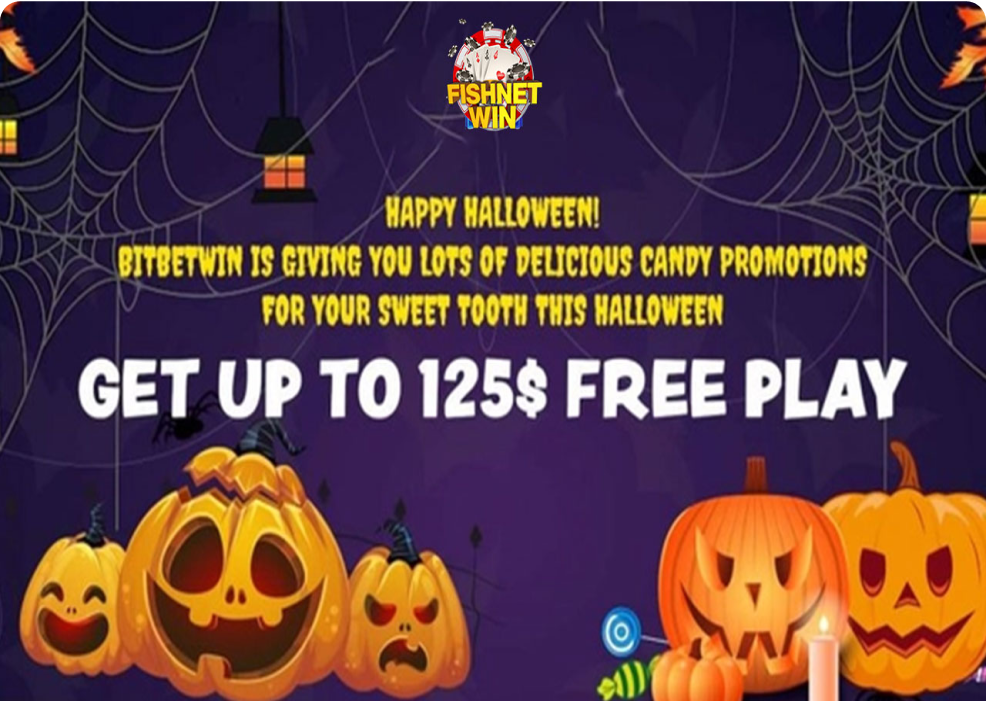 FISHNET
WIN
HAPPY HALLOWEEN!
BITBETWIN IS GIVING YOU LOTS OF DELICIOUS CANDY PROMOTIONS
FOR YOUR SWEET TOOTH THIS HALLOWEEN
GET UP TO 125$ FREE PLAY